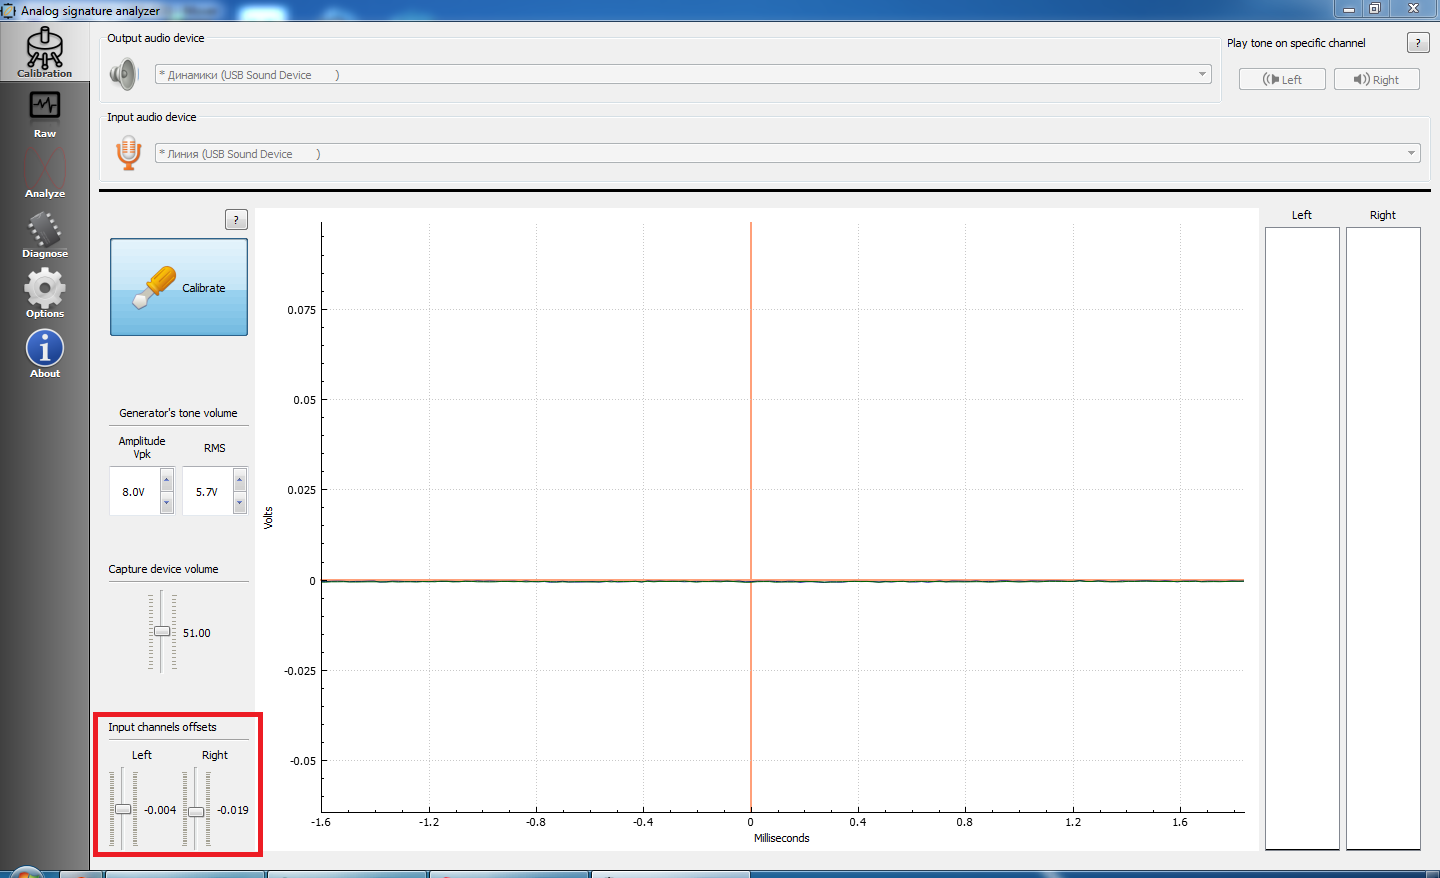 Analog signature analyzer
Calibration
Raw
Analyze
Diagnose
Options
About
Output audio device
* Динамики (USB Sound Device        )
Play tone on specific channel
?
Left
Right
Input audio device
* Линия (USB Sound Device        )
?
Calibrate
Generator's tone volume
Amplitude
Vpk
RMS
8.0V
5.7V
Capture device volume
51.00
Input channels offsets
Left
Right
-0.004
-0.019
Volts
0.075
0.05
0.025
0
-0.025
-0.05
-1.6
-1.2
-0.8
-0.4
0
0.4
0.8
1.2
1.6
Milliseconds
Left
Right